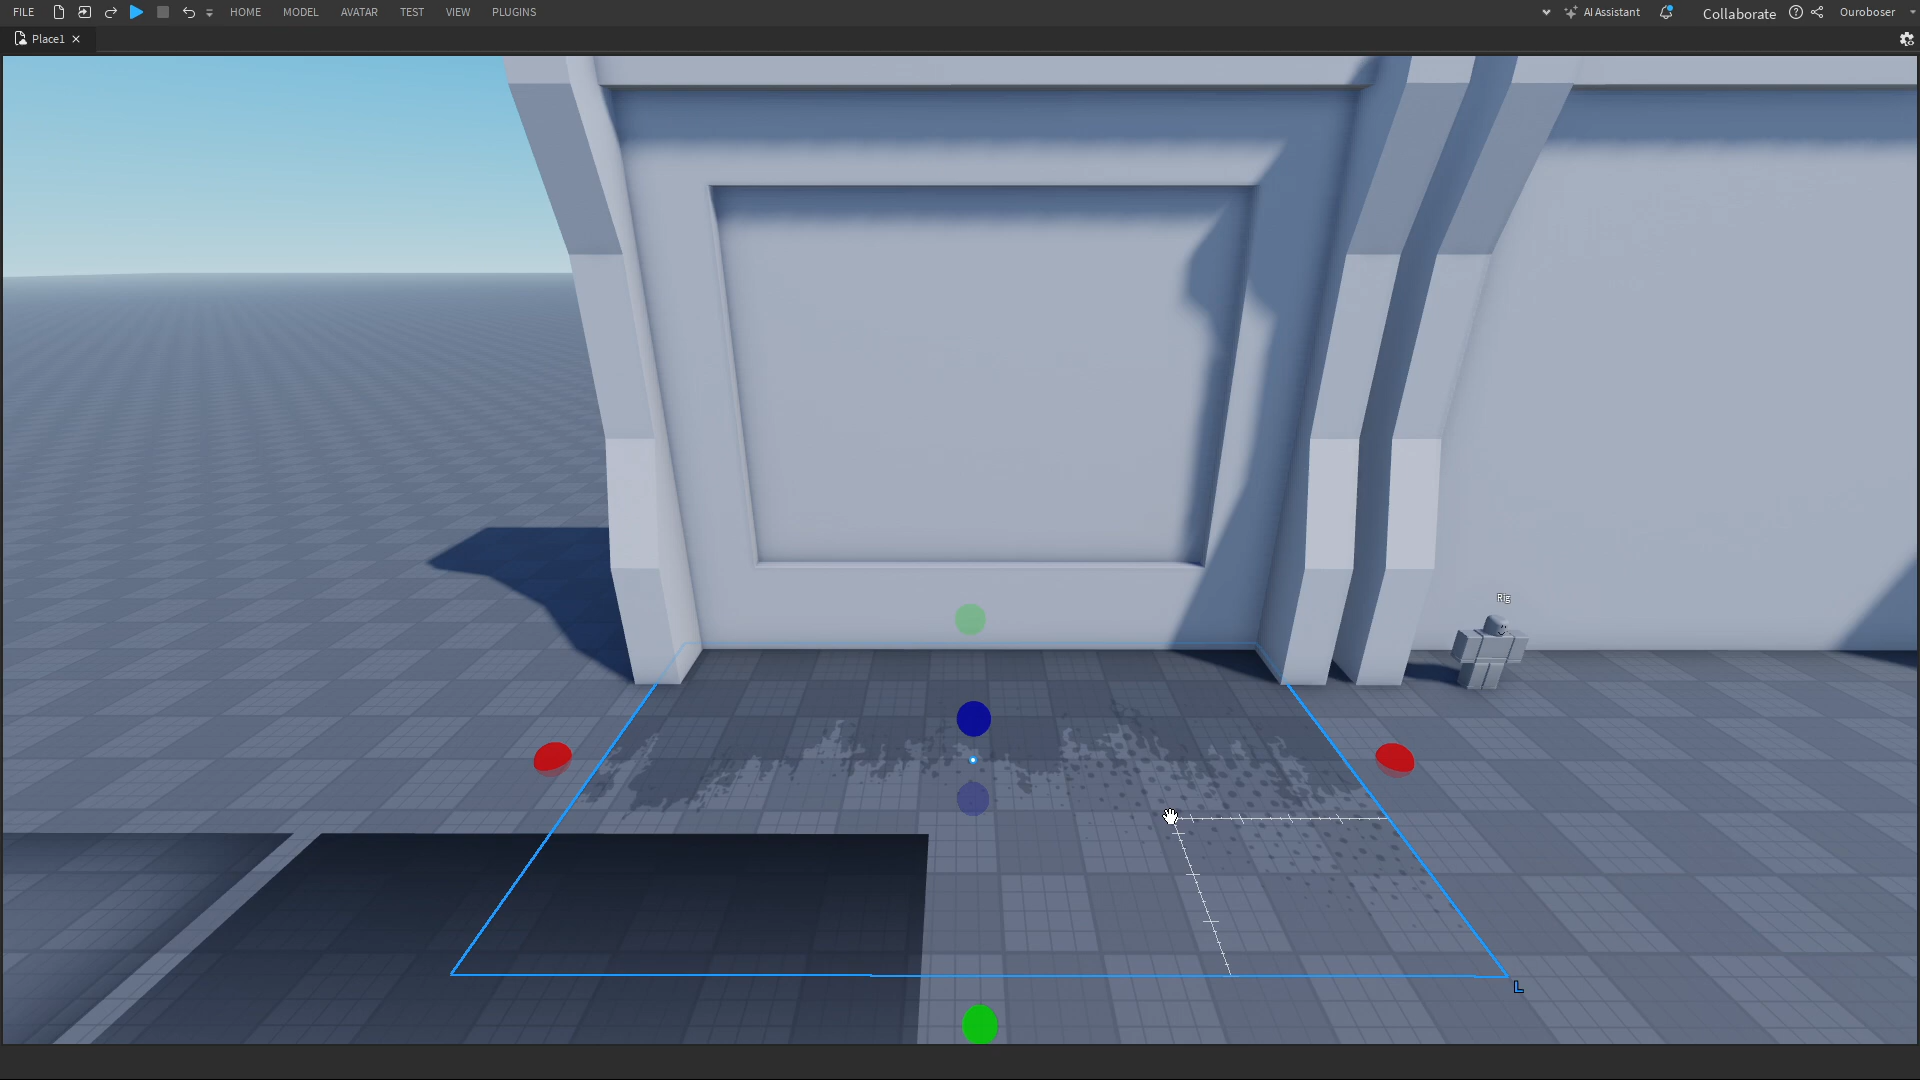 FILE HOME MODEL AVATAR TEST VIEW PLUGINS AI Assistant Collaborate Ouroboser
Place1
Rig
L